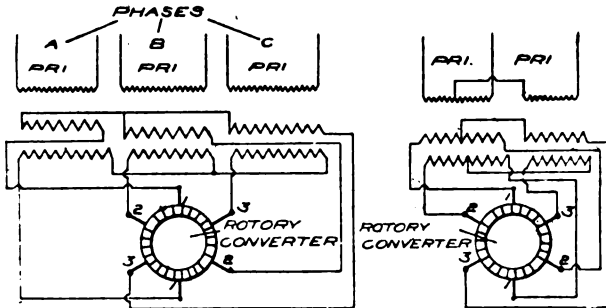 PHASES
A B C
PRI PRI PRI
PRI. PRI
2 3
ROTORY
CONVERTER
3 2
2 3
ROTORY
CONVERTER
3 2